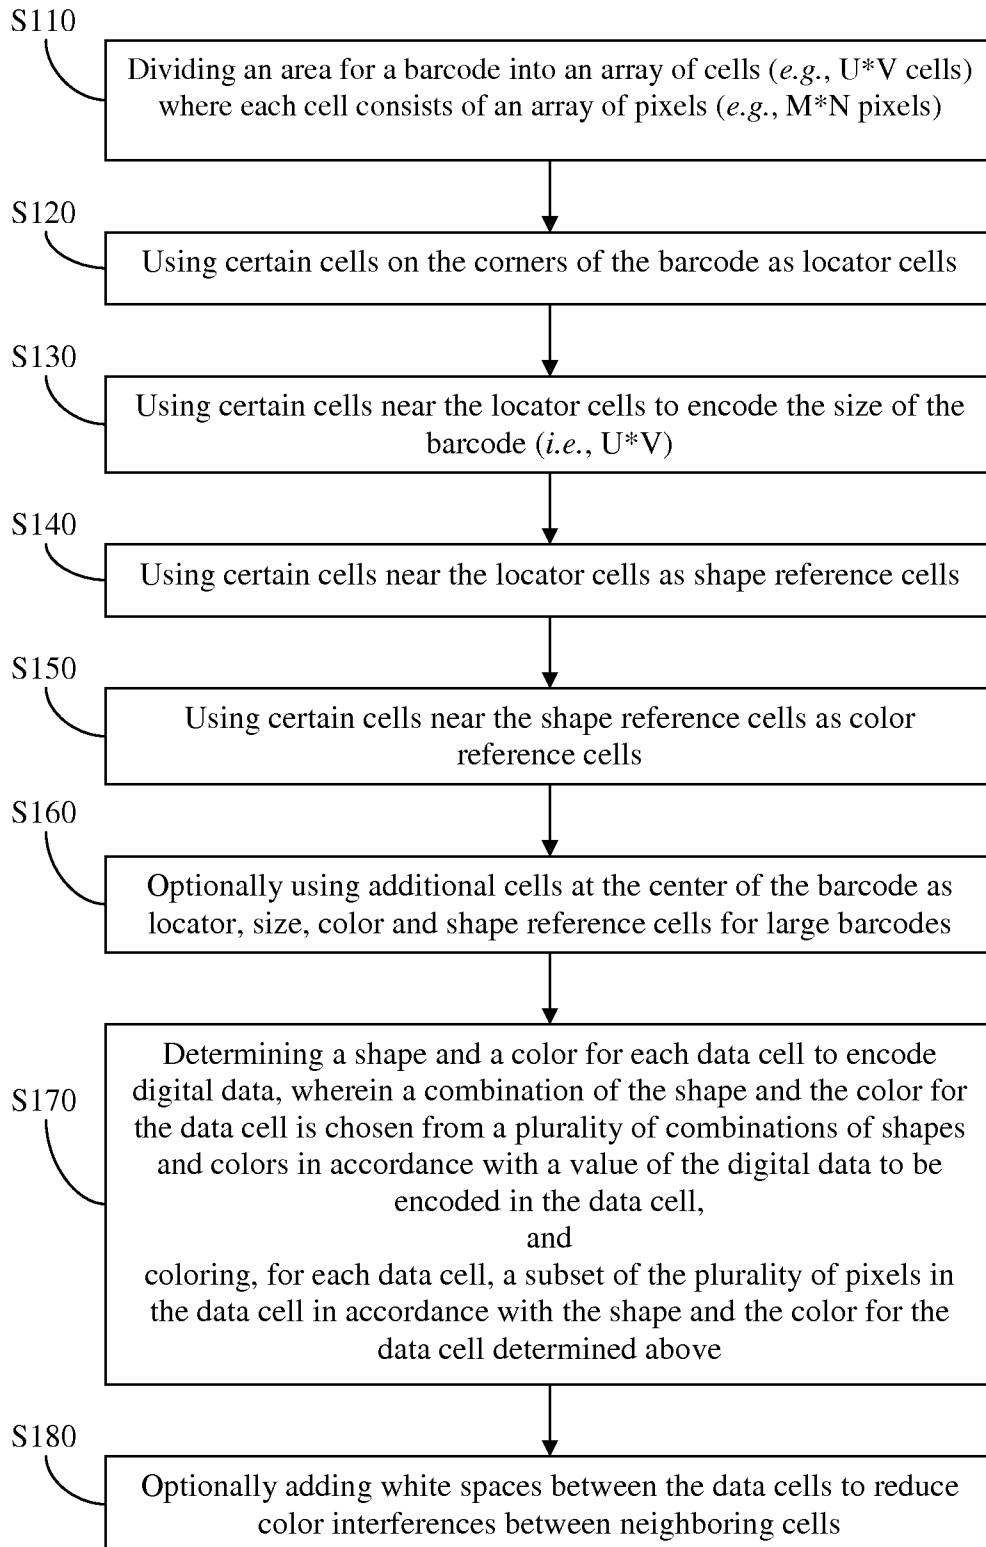 S110
Dividing an area for a barcode into an array of cells (e.g., U*V cells)
where each cell consists of an array of pixels (e.g., M*N pixels)
S120
Using certain cells on the corners of the barcode as locator cells
S130
Using certain cells near the locator cells to encode the size of the
barcode (i.e., U*V)
S140
Using certain cells near the locator cells as shape reference cells
S150
Using certain cells near the shape reference cells as color
reference cells
S160
Optionally using additional cells at the center of the barcode as
locator, size, color and shape reference cells for large barcodes
S170
Determining a shape and a color for each data cell to encode
digital data, wherein a combination of the shape and the color for
the data cell is chosen from a plurality of combinations of shapes
and colors in accordance with a value of the digital data to be
encoded in the data cell,
and
coloring, for each data cell, a subset of the plurality of pixels in
the data cell in accordance with the shape and the color for the
data cell determined above
S180
Optionally adding white spaces between the data cells to reduce
color interferences between neighboring cells